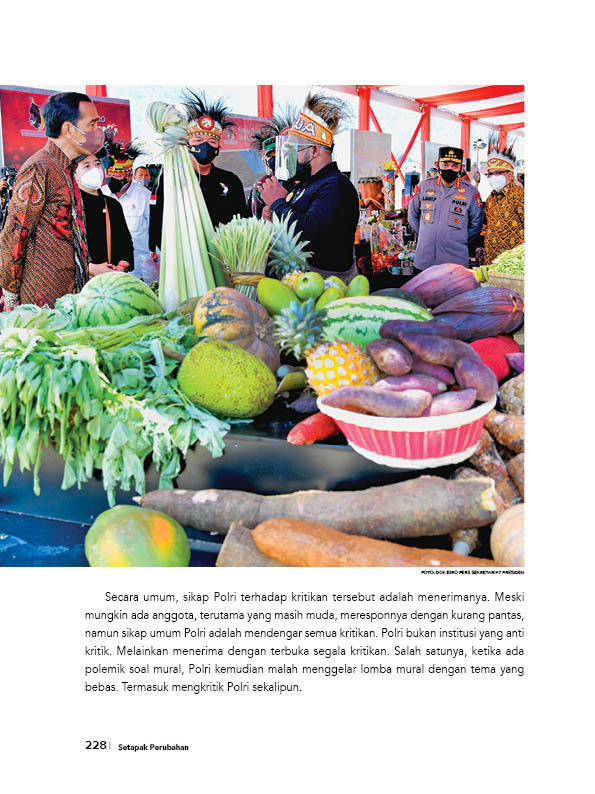 POLRI
FOTO: DOK BIRO PERS SEKRETARIAT PRESIDEN
Secara umum, sikap Polri terhadap kritikan tersebut adalah menerimanya. Meski
mungkin ada anggota, terutama yang masih muda, meresponnya dengan kurang pantas,
namun sikap umum Polri adalah mendengar semua kritikan. Polri bukan institusi yang anti
kritik. Melainkan menerima dengan terbuka segala kritikan. Salah satunya, ketika ada
polemik soal mural, Polri kemudian malah menggelar lomba mural dengan tema yang
bebas. Termasuk mengkritik Polri sekalipun.
228 | Setapak Perubahan